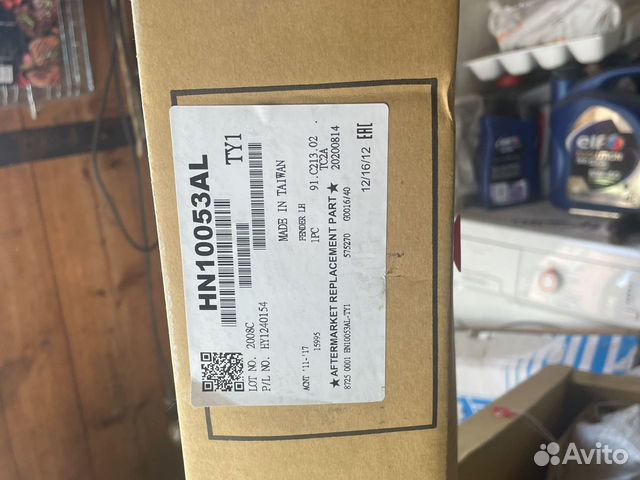 HN10053AL
TY1
LOT NO. 2008C
P/L NO. HY1240154
MADE IN TAIWAN
ACNT '11-'17
FENDER LH
15995
1PC
91.C213.02 .
TC2A
★ AFTERMARKET REPLACEMENT PART ★ 20200814
8725 0001 HN10053AL-TY1
575270
G0016/40
12/16/12 EAC
elf
Avito